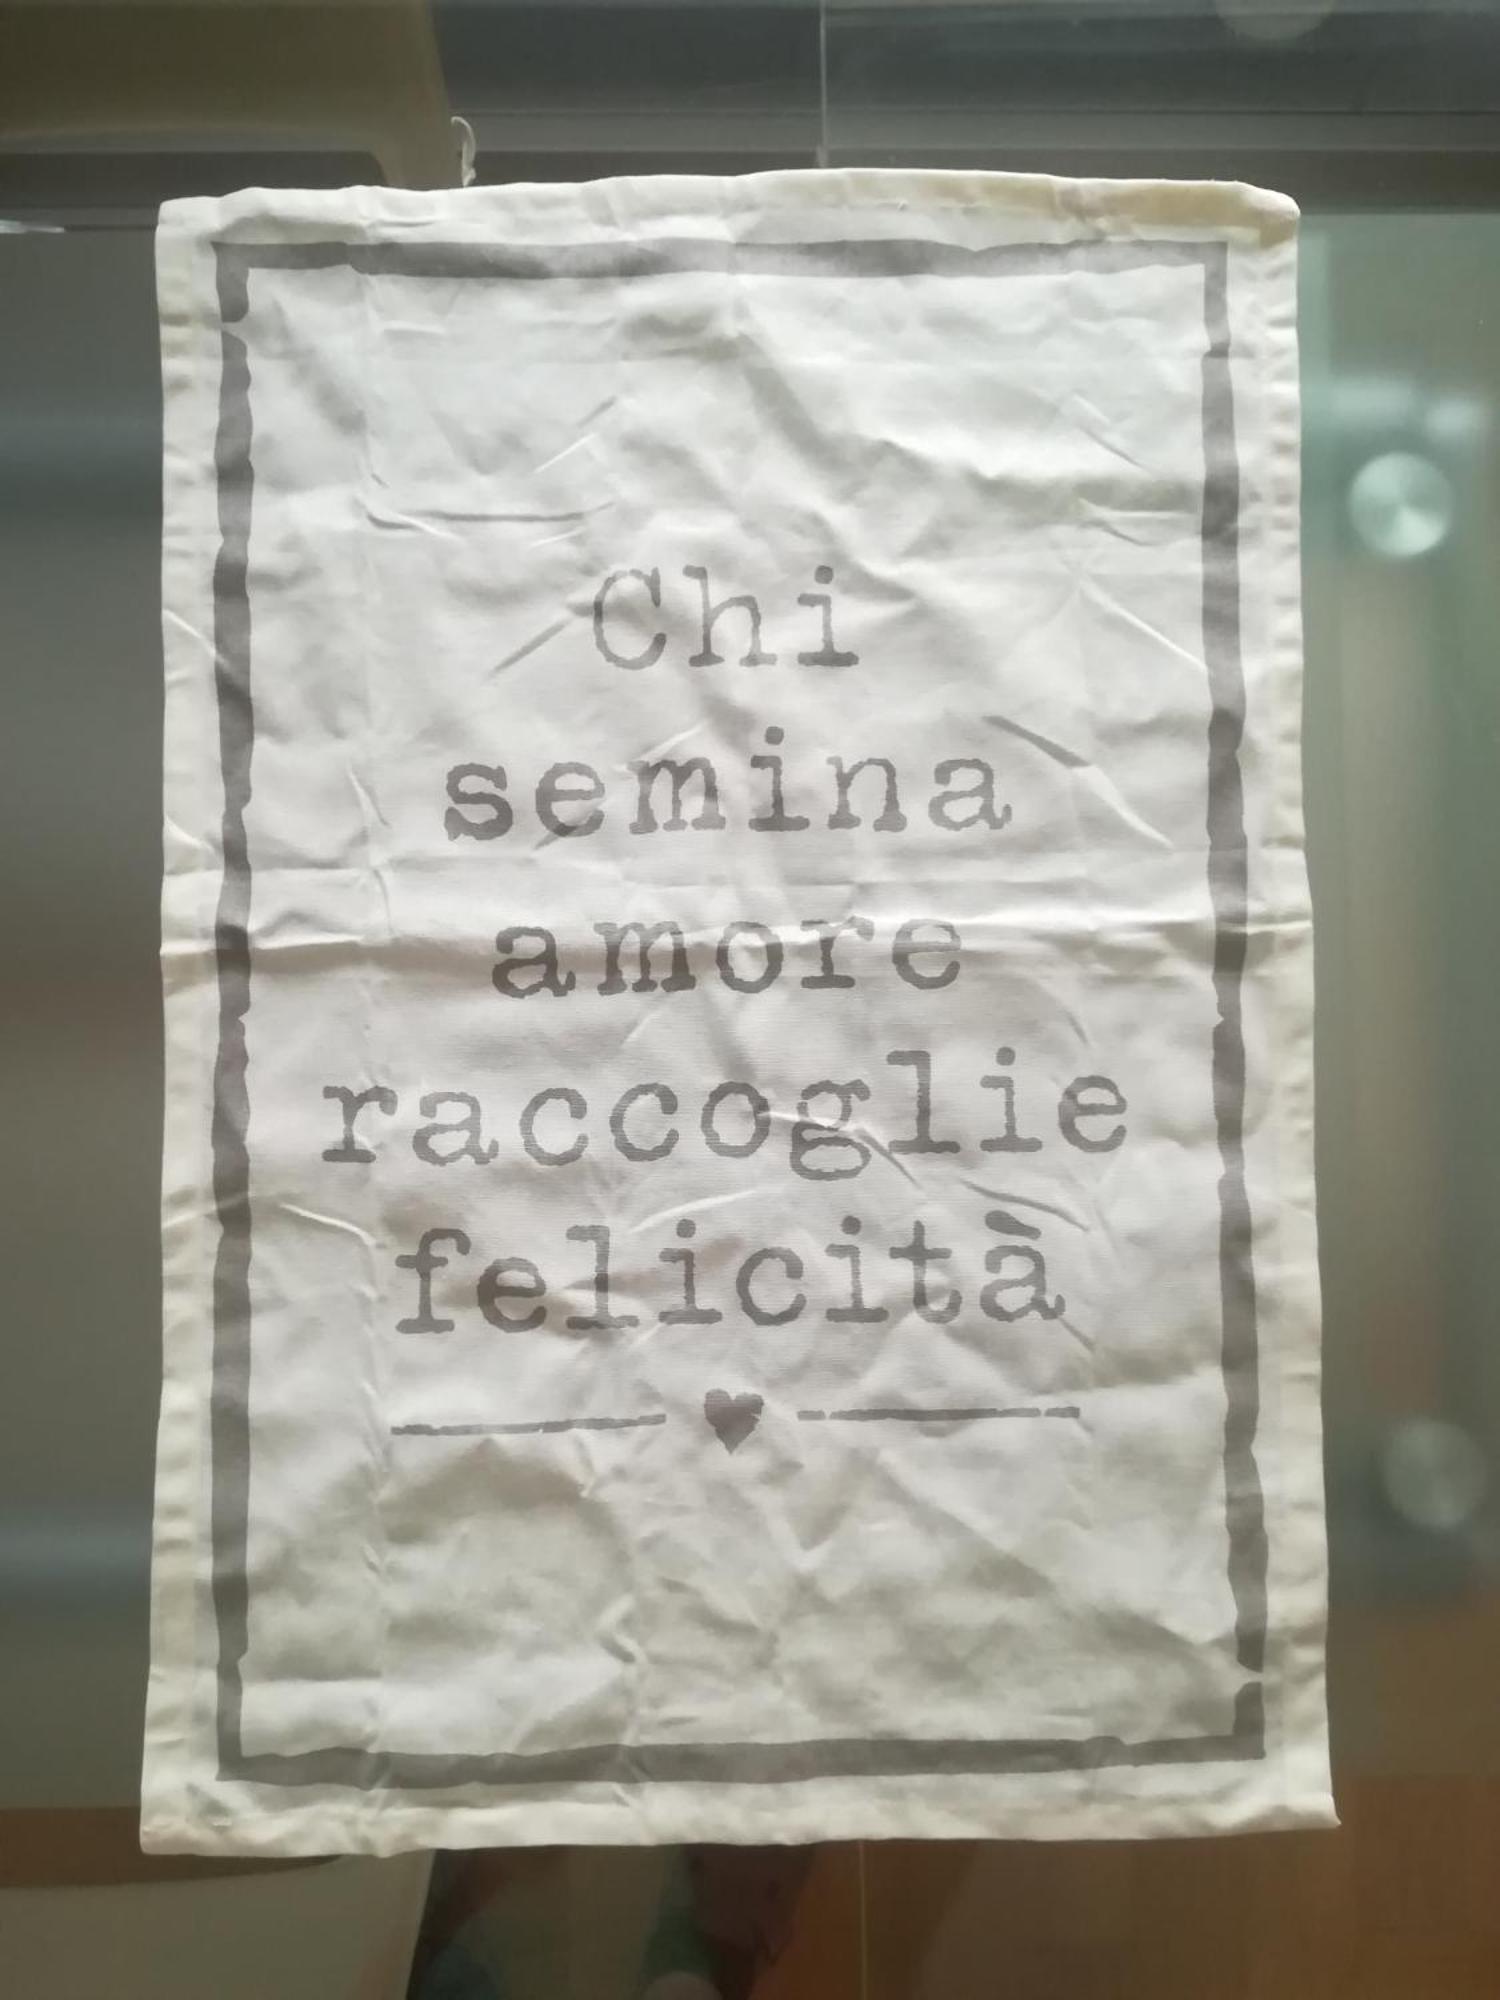 Chi
semina
amore
raccoglie
felicità